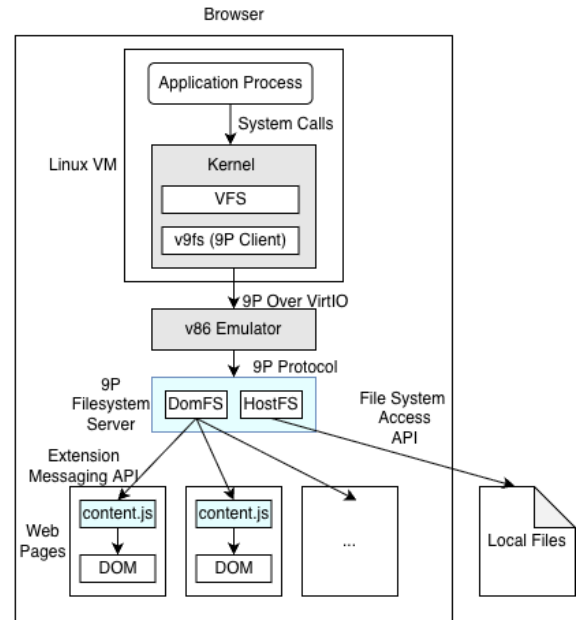 Browser
Application Process
System Calls
Linux VM
Kernel
VFS
v9fs (9P Client)
9P Over VirtIO
v86 Emulator
9P Protocol
9P
Filesystem
Server
DomFS
HostFS
File System
Access
API
Extension
Messaging API
Web
Pages
content.js
DOM
content.js
DOM
...
Local Files